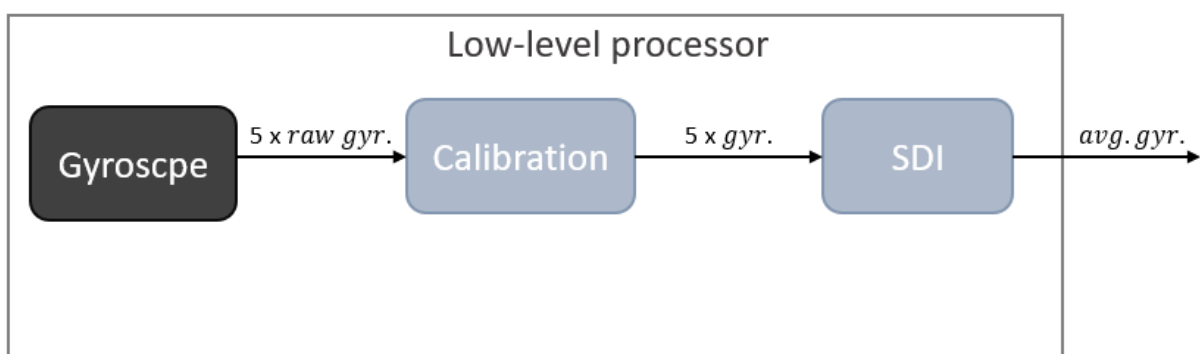 Low-level processor
Gyroscpe
5 x raw gyr.
Calibration
5 x gyr.
SDI
avg. gyr.